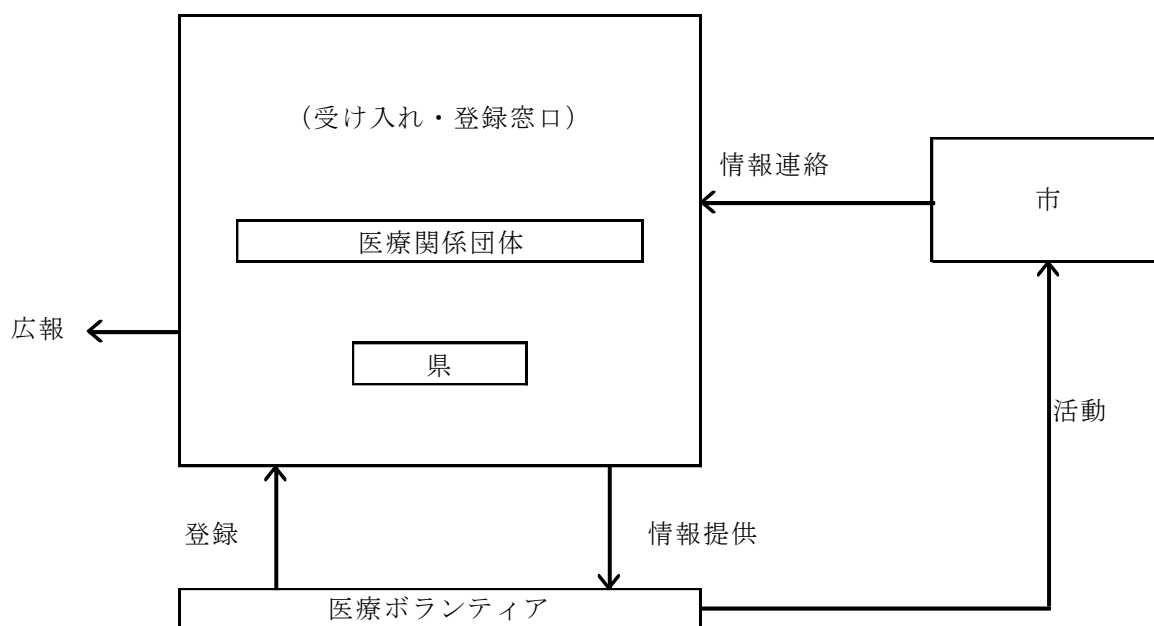 (受け入れ・登録窓口)
情報連絡
市
医療関係団体
広報
県
活動
登録
情報提供
医療ボランティア